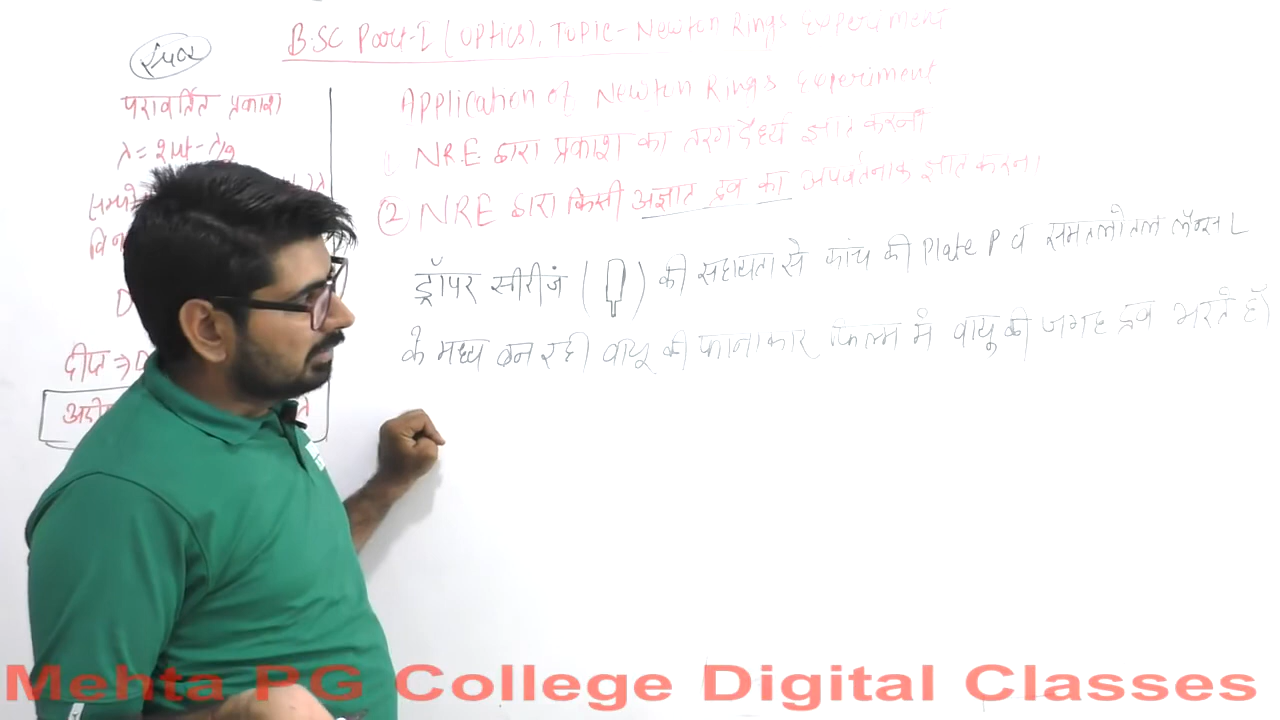 B.SC Part-I (Optics), Topic - Newton Rings Experiment
परावर्तित प्रकाश
Application of Newton Rings Experiment
① N.R.E. द्वारा प्रकाश का तरंगदैर्ध्य ज्ञात करना
② NRE द्वारा किसी अज्ञात द्रव का अपवर्तनांक ज्ञात करना
ड्रॉपर सीरींज ( ) की सहायता से कांच की Plate P व समतलोतल लॅन्स L
के मध्य बन रही वायू की फानाकार फिल्म में वायू की जगह द्रव भरते हॅ।
दीप्त ⇒ D
Mehta PG College Digital Classes